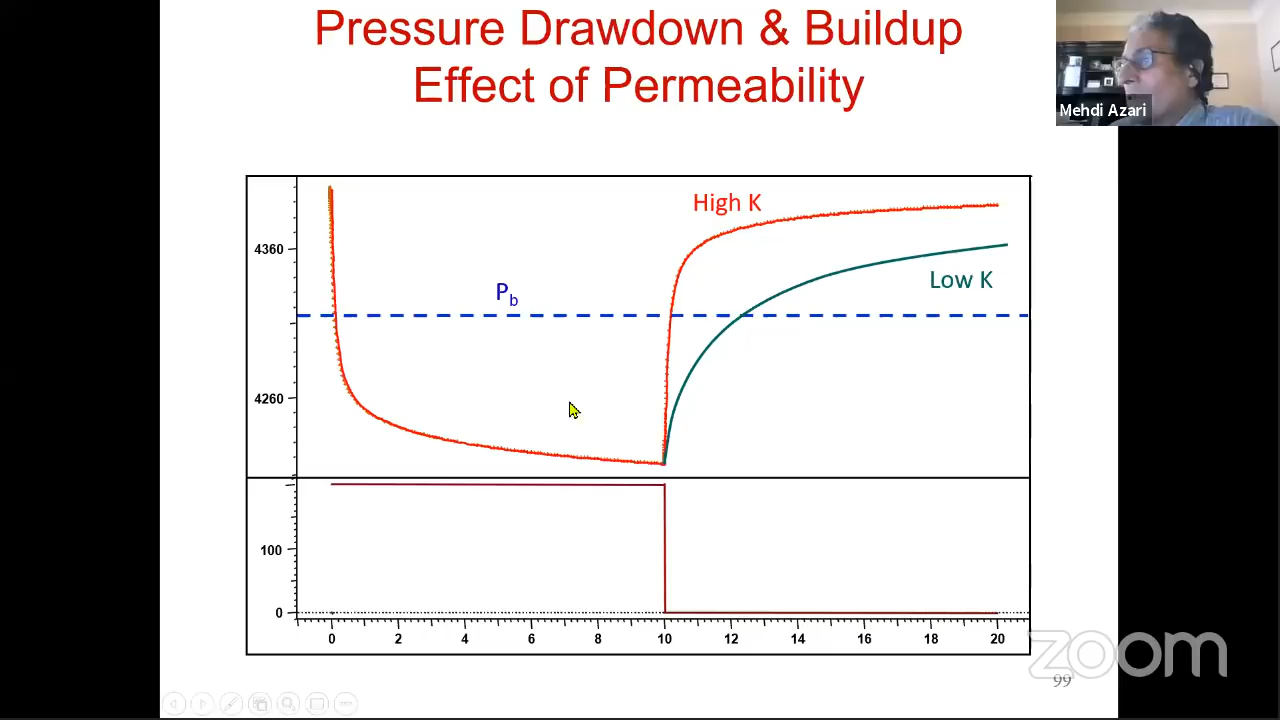 Pressure Drawdown & Buildup
Effect of Permeability
Mehdi Azari
High K
4360
Low K
Pb
4260
100
0
0 2 4 6 8 10 12 14 16 18 20
zoom
99